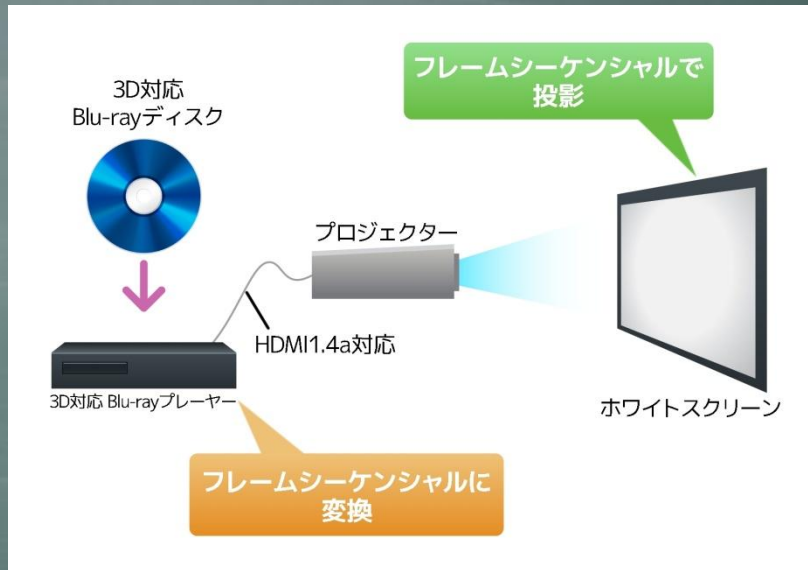 フレームシーケンシャルで
投影
3D対応
Blu-rayディスク
プロジェクター
HDMI1.4a対応
3D対応 Blu-rayプレーヤー
ホワイトスクリーン
フレームシーケンシャルに
変換